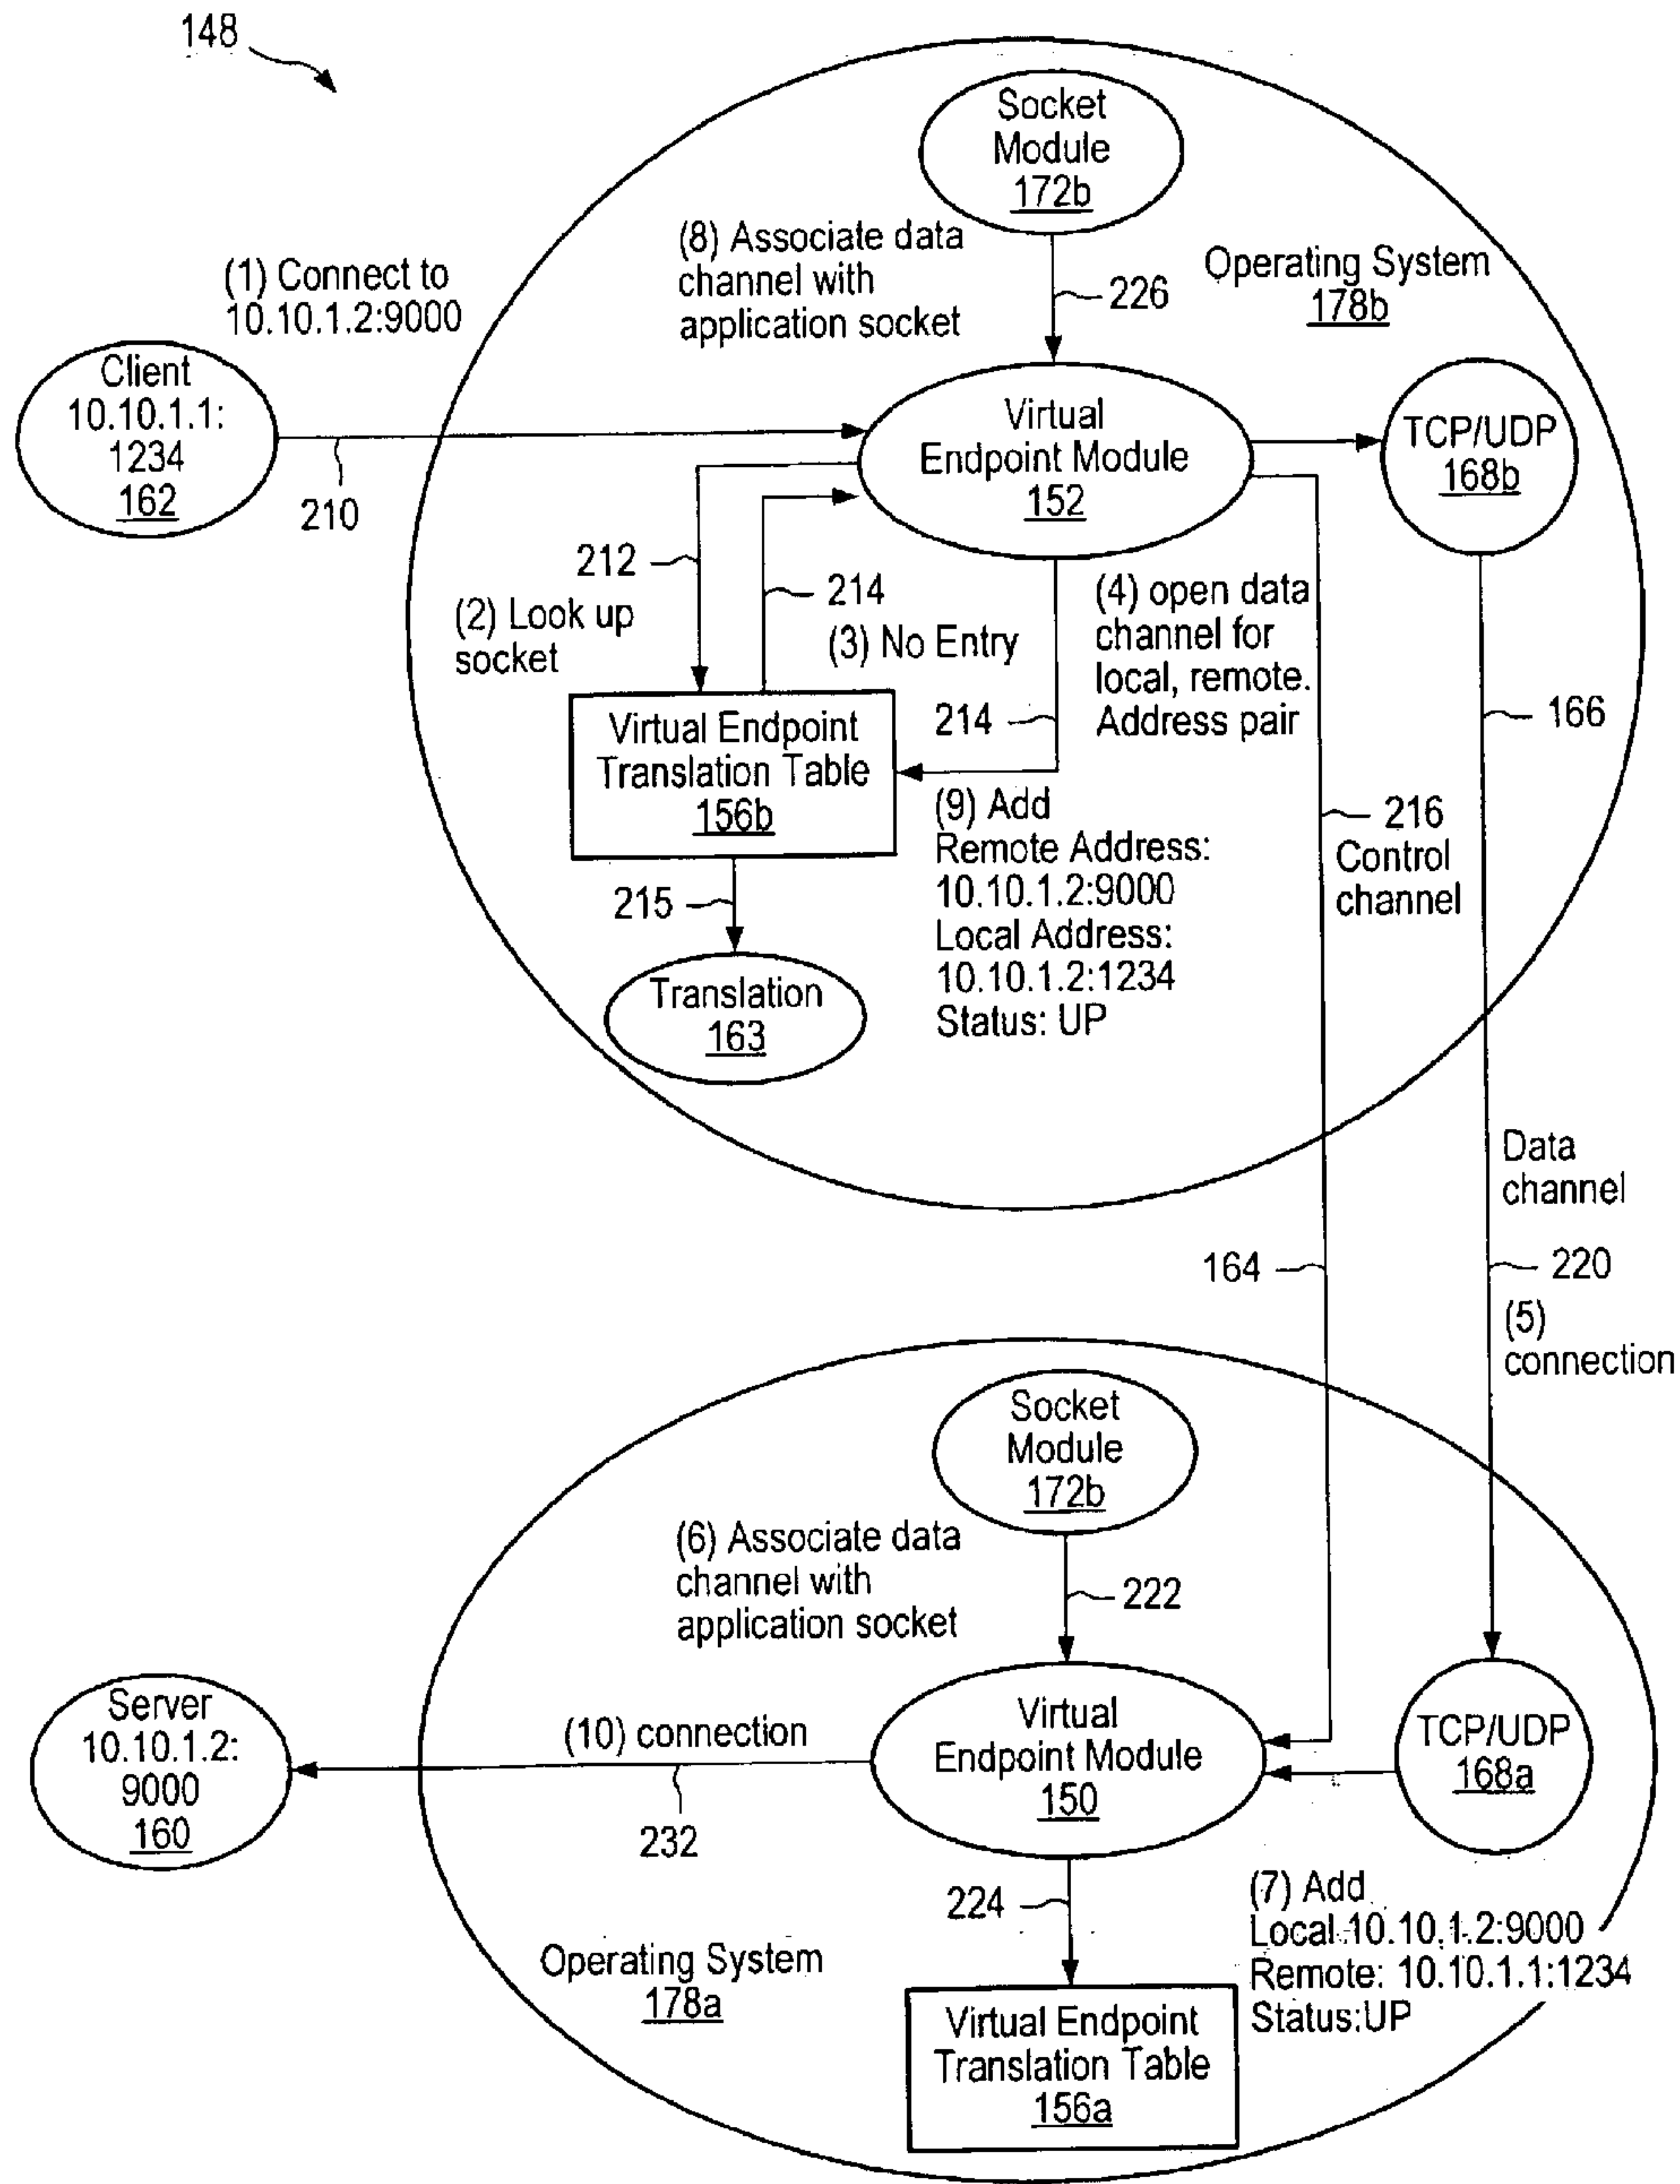 148
Socket
Module
172b
(8) Associate data
channel with
application socket
226
Operating System
178b
(1) Connect to
10.10.1.2:9000
Client
10.10.1.1:
1234
162
210
Virtual
Endpoint Module
152
TCP/UDP
168b
212
214
(2) Look up
socket
(3) No Entry
(4) open data
channel for
local, remote.
Address pair
214
166
Virtual Endpoint
Translation Table
156b
215
(9) Add
Remote Address:
10.10.1.2:9000
Local Address:
10.10.1.2:1234
Status: UP
216
Control
channel
Translation
163
Data
channel
164
220
(5)
connection
Socket
Module
172b
(6) Associate data
channel with
application socket
222
Server
10.10.1.2:
9000
160
(10) connection
232
Virtual
Endpoint Module
150
TCP/UDP
168a
224
(7) Add
Local 10.10.1.2:9000
Remote: 10.10.1.1:1234
Status:UP
Operating System
178a
Virtual Endpoint
Translation Table
156a